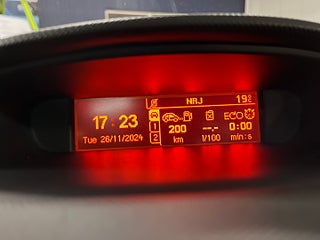 NRJ 19°C
17:23
Tue 26/11/2024
1
2
200 --.- 0:00
km l/100 min:s
ECO